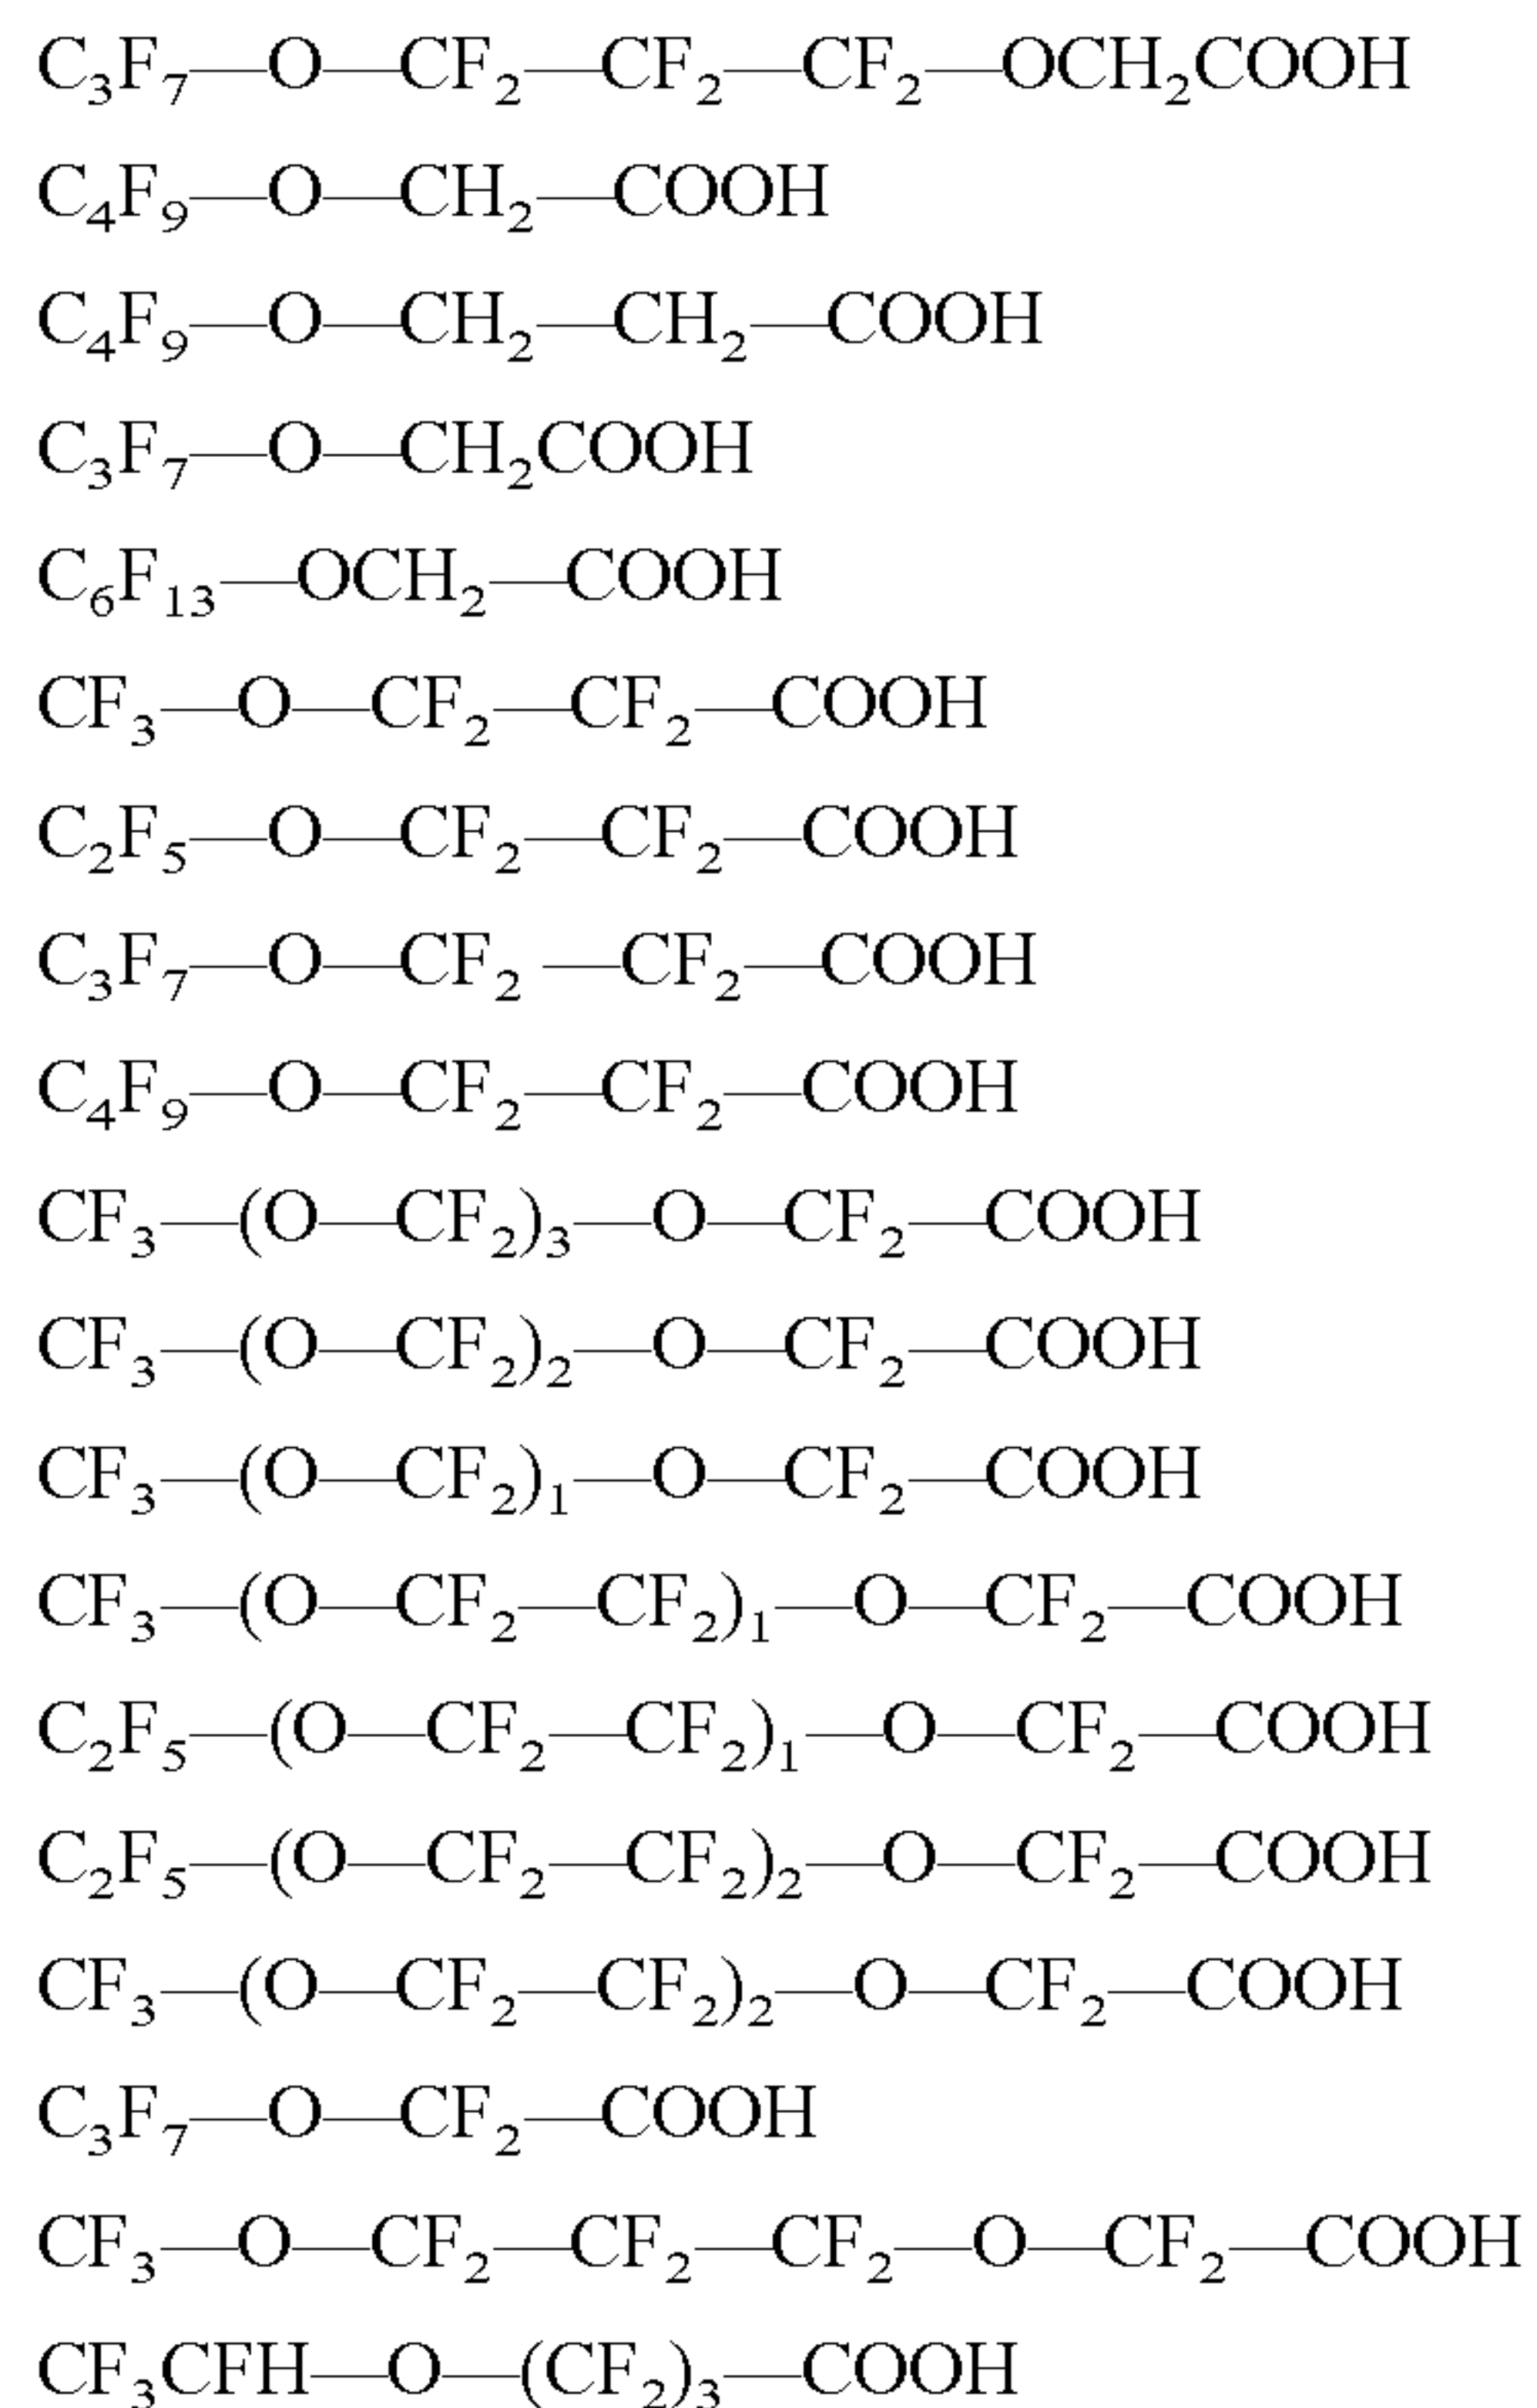 C₃F₇—O—CF₂—CF₂—CF₂—OCH₂COOH
C₄F₉—O—CH₂—COOH
C₄F₉—O—CH₂—CH₂—COOH
C₃F₇—O—CH₂COOH
C₆F₁₃—OCH₂—COOH
CF₃—O—CF₂—CF₂—COOH
C₂F₅—O—CF₂—CF₂—COOH
C₃F₇—O—CF₂—CF₂—COOH
C₄F₉—O—CF₂—CF₂—COOH
CF₃—(O—CF₂)₃—O—CF₂—COOH
CF₃—(O—CF₂)₂—O—CF₂—COOH
CF₃—(O—CF₂)₁—O—CF₂—COOH
CF₃—(O—CF₂—CF₂)₁—O—CF₂—COOH
C₂F₅—(O—CF₂—CF₂)₁—O—CF₂—COOH
C₂F₅—(O—CF₂—CF₂)₂—O—CF₂—COOH
CF₃—(O—CF₂—CF₂)₂—O—CF₂—COOH
C₃F₇—O—CF₂—COOH
CF₃—O—CF₂—CF₂—CF₂—O—CF₂—COOH
CF₃CFH—O—(CF₂)₃—COOH